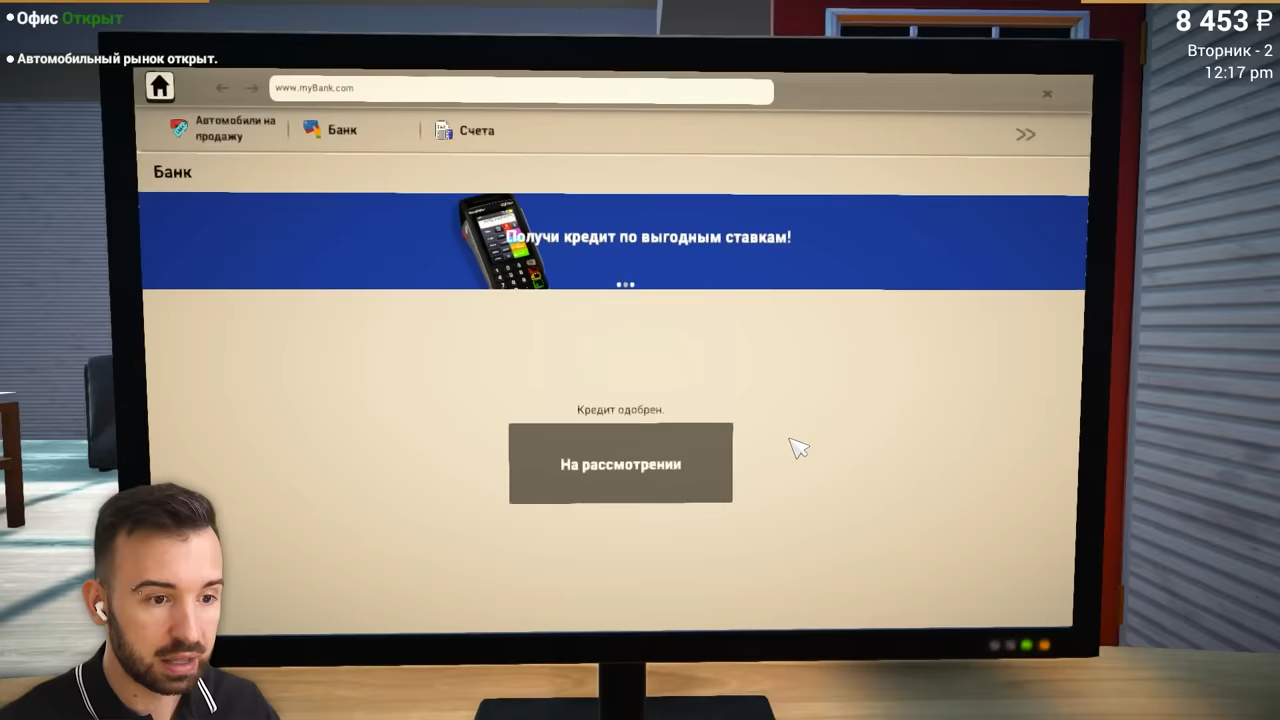 Офис Открыт
Автомобильный рынок открыт.
8 453 ₽
Вторник - 2
12:17 pm
www.myBank.com
Автомобили на
продажу
Банк
Счета
Банк
Получи кредит по выгодным ставкам!
Кредит одобрен.
На рассмотрении